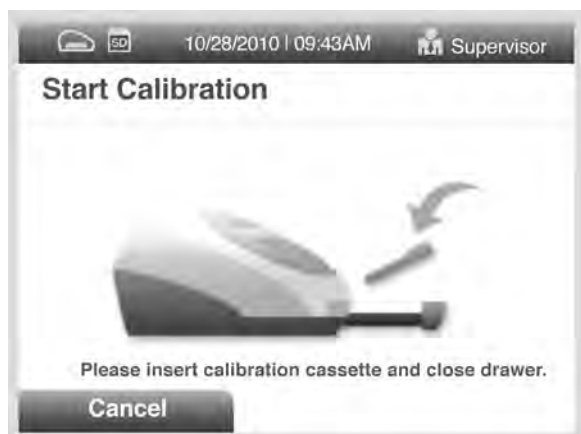 SD 10/28/2010 | 09:43AM Supervisor
Start Calibration
Please insert calibration cassette and close drawer.
Cancel